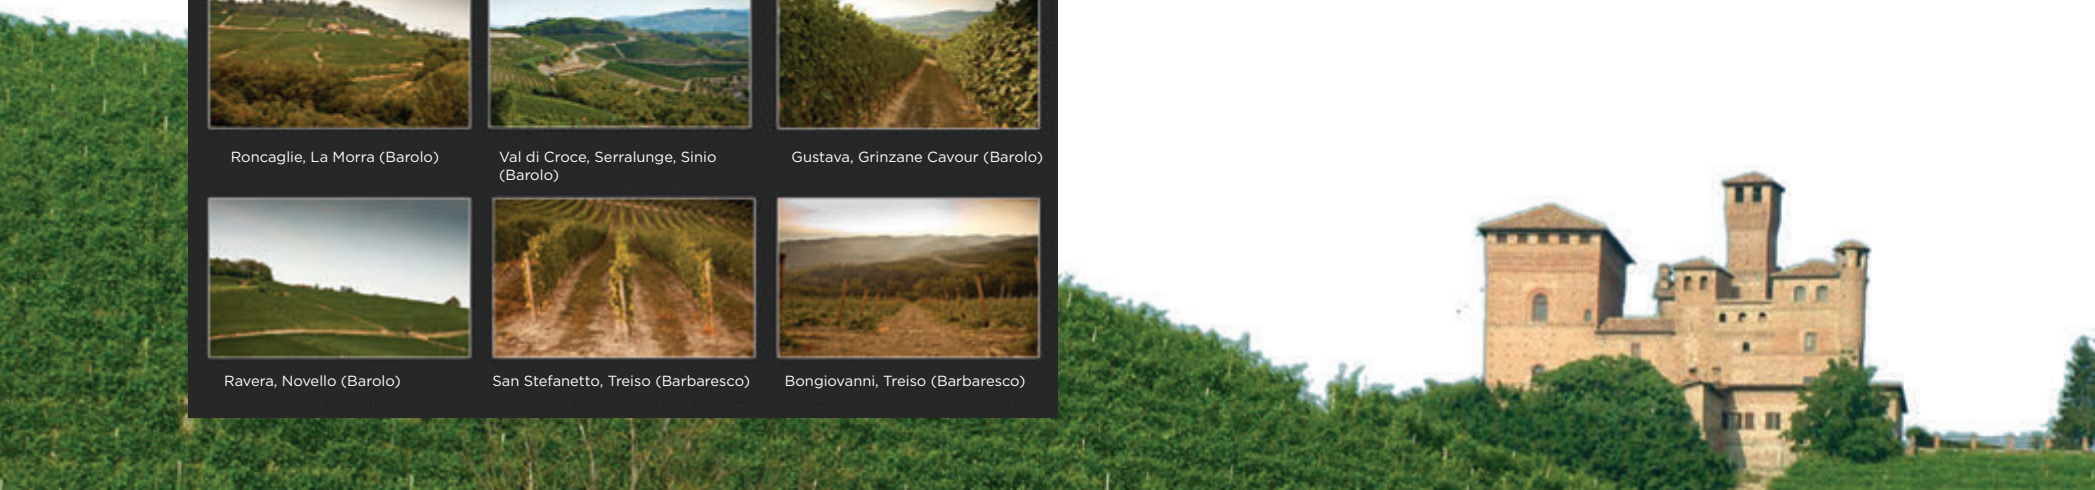 Roncaglie, La Morra (Barolo)
Val di Croce, Serralunge, Sinio
(Barolo)
Gustava, Grinzane Cavour (Barolo)
Ravera, Novello (Barolo)
San Stefanetto, Treiso (Barbaresco)
Bongiovanni, Treiso (Barbaresco)